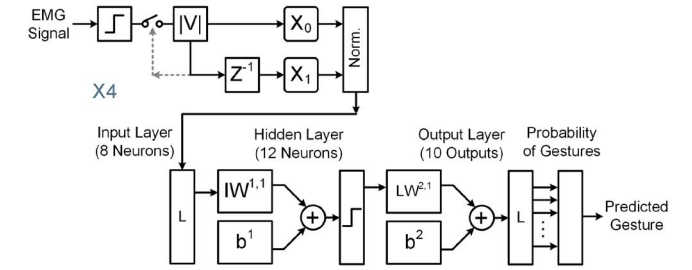 EMG
Signal
|V|
X₀
Norm.
Z⁻¹
X₁
X4
Input Layer
(8 Neurons)
Hidden Layer
(12 Neurons)
Output Layer
(10 Outputs)
Probability
of Gestures
L
IW¹,¹
b¹
+
LW²,¹
b²
+
L
Predicted
Gesture